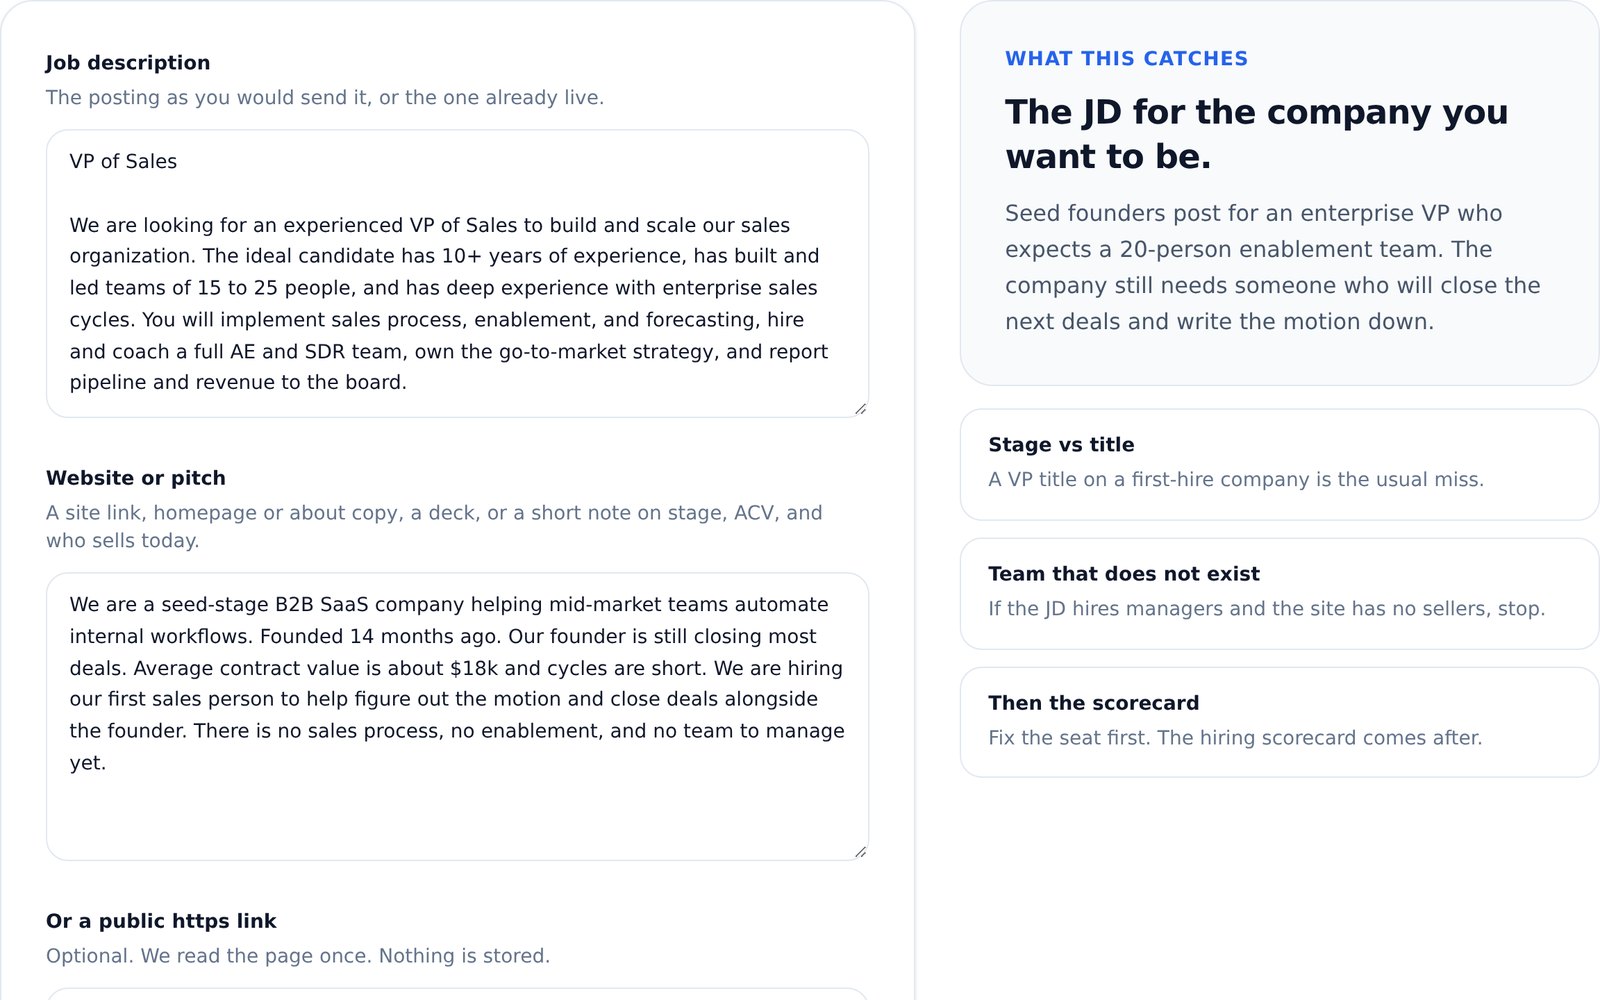 Job description
The posting as you would send it, or the one already live.
VP of Sales
We are looking for an experienced VP of Sales to build and scale our sales
organization. The ideal candidate has 10+ years of experience, has built and
led teams of 15 to 25 people, and has deep experience with enterprise sales
cycles. You will implement sales process, enablement, and forecasting, hire
and coach a full AE and SDR team, own the go-to-market strategy, and report
pipeline and revenue to the board.
Website or pitch
A site link, homepage or about copy, a deck, or a short note on stage, ACV, and
who sells today.
We are a seed-stage B2B SaaS company helping mid-market teams automate
internal workflows. Founded 14 months ago. Our founder is still closing most
deals. Average contract value is about $18k and cycles are short. We are hiring
our first sales person to help figure out the motion and close deals alongside
the founder. There is no sales process, no enablement, and no team to manage
yet.
Or a public https link
Optional. We read the page once. Nothing is stored.
WHAT THIS CATCHES
The JD for the company you
want to be.
Seed founders post for an enterprise VP who
expects a 20-person enablement team. The
company still needs someone who will close the
next deals and write the motion down.
Stage vs title
A VP title on a first-hire company is the usual miss.
Team that does not exist
If the JD hires managers and the site has no sellers, stop.
Then the scorecard
Fix the seat first. The hiring scorecard comes after.